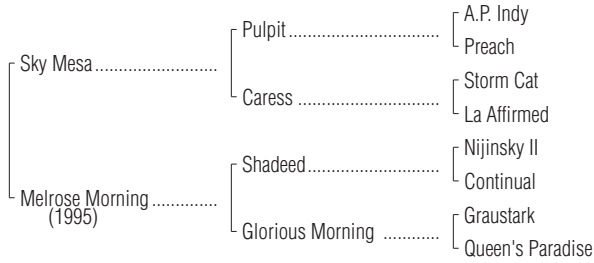 A.P. Indy
Pulpit
Preach
Sky Mesa
Storm Cat
Caress
La Affirmed
Nijinsky II
Shadeed
Continual
Melrose Morning
(1995)
Graustark
Glorious Morning
Queen's Paradise